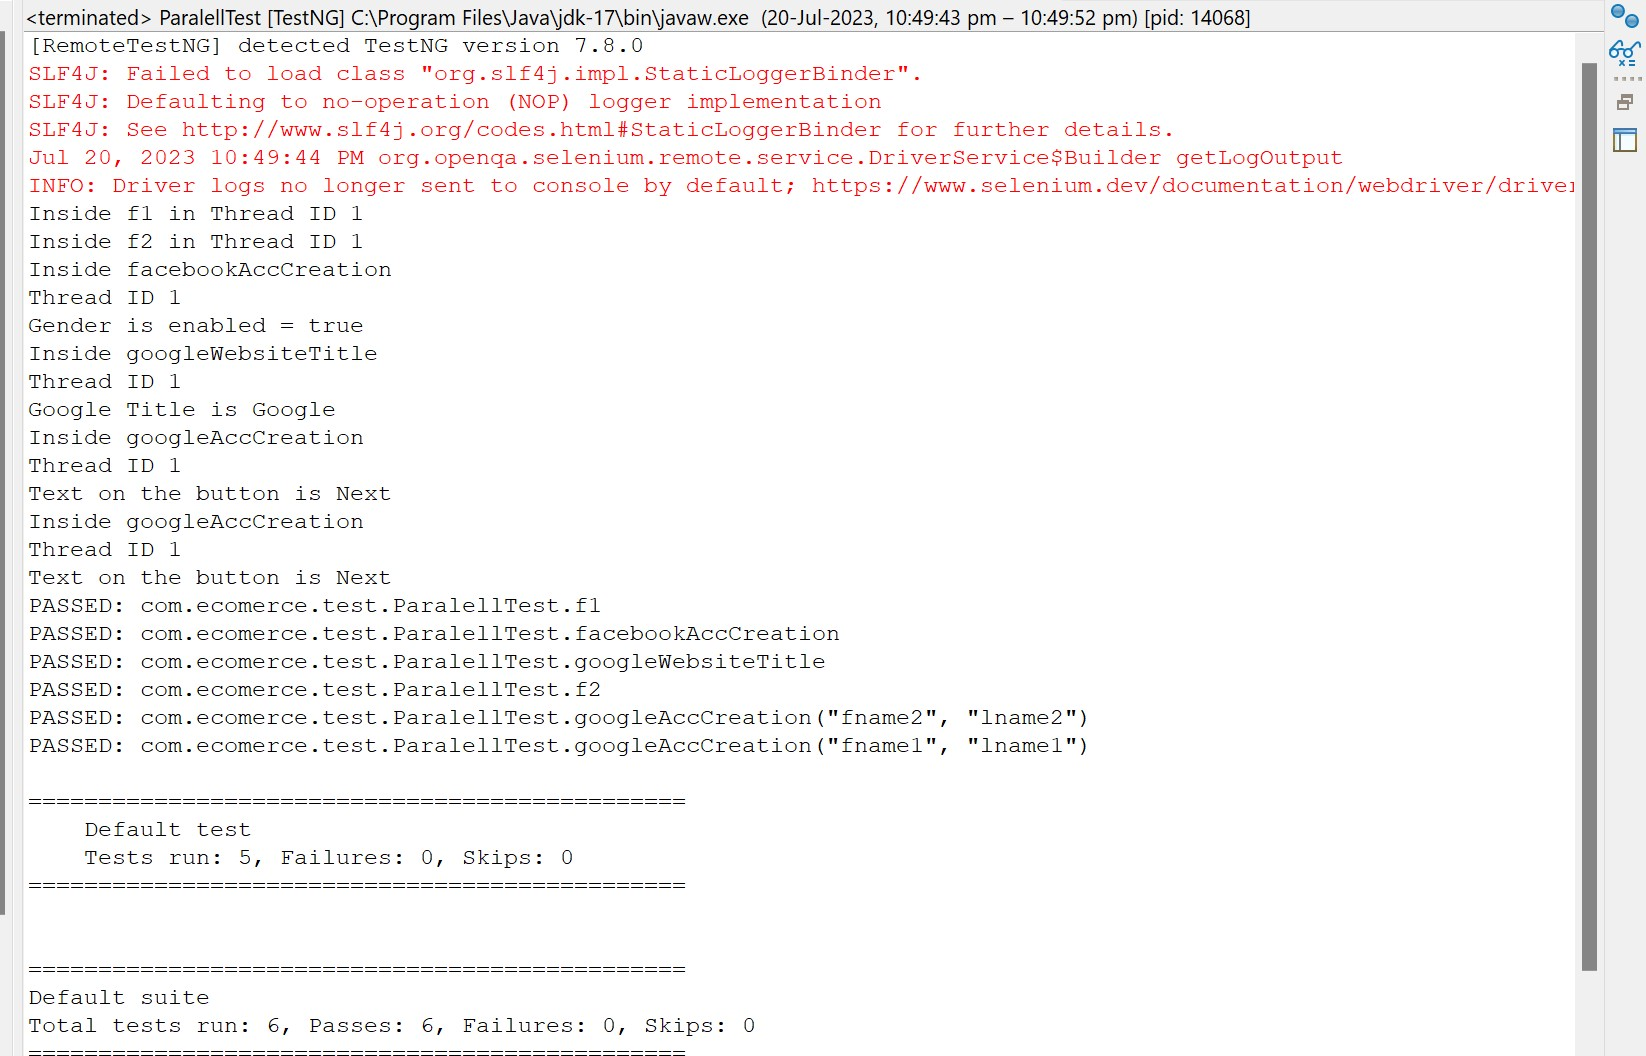 <terminated> ParalellTest [TestNG] C:\Program Files\Java\jdk-17\bin\javaw.exe (20-Jul-2023, 10:49:43 pm – 10:49:52 pm) [pid: 14068]
[RemoteTestNG] detected TestNG version 7.8.0
SLF4J: Failed to load class "org.slf4j.impl.StaticLoggerBinder".
SLF4J: Defaulting to no-operation (NOP) logger implementation
SLF4J: See http://www.slf4j.org/codes.html#StaticLoggerBinder for further details.
Jul 20, 2023 10:49:44 PM org.openqa.selenium.remote.service.DriverService$Builder getLogOutput
INFO: Driver logs no longer sent to console by default; https://www.selenium.dev/documentation/webdriver/driver
Inside f1 in Thread ID 1
Inside f2 in Thread ID 1
Inside facebookAccCreation
Thread ID 1
Gender is enabled = true
Inside googleWebsiteTitle
Thread ID 1
Google Title is Google
Inside googleAccCreation
Thread ID 1
Text on the button is Next
Inside googleAccCreation
Thread ID 1
Text on the button is Next
PASSED: com.ecomerce.test.ParalellTest.f1
PASSED: com.ecomerce.test.ParalellTest.facebookAccCreation
PASSED: com.ecomerce.test.ParalellTest.googleWebsiteTitle
PASSED: com.ecomerce.test.ParalellTest.f2
PASSED: com.ecomerce.test.ParalellTest.googleAccCreation("fname2", "lname2")
PASSED: com.ecomerce.test.ParalellTest.googleAccCreation("fname1", "lname1")
===============================================
Default test
Tests run: 5, Failures: 0, Skips: 0
===============================================
===============================================
Default suite
Total tests run: 6, Passes: 6, Failures: 0, Skips: 0
===============================================